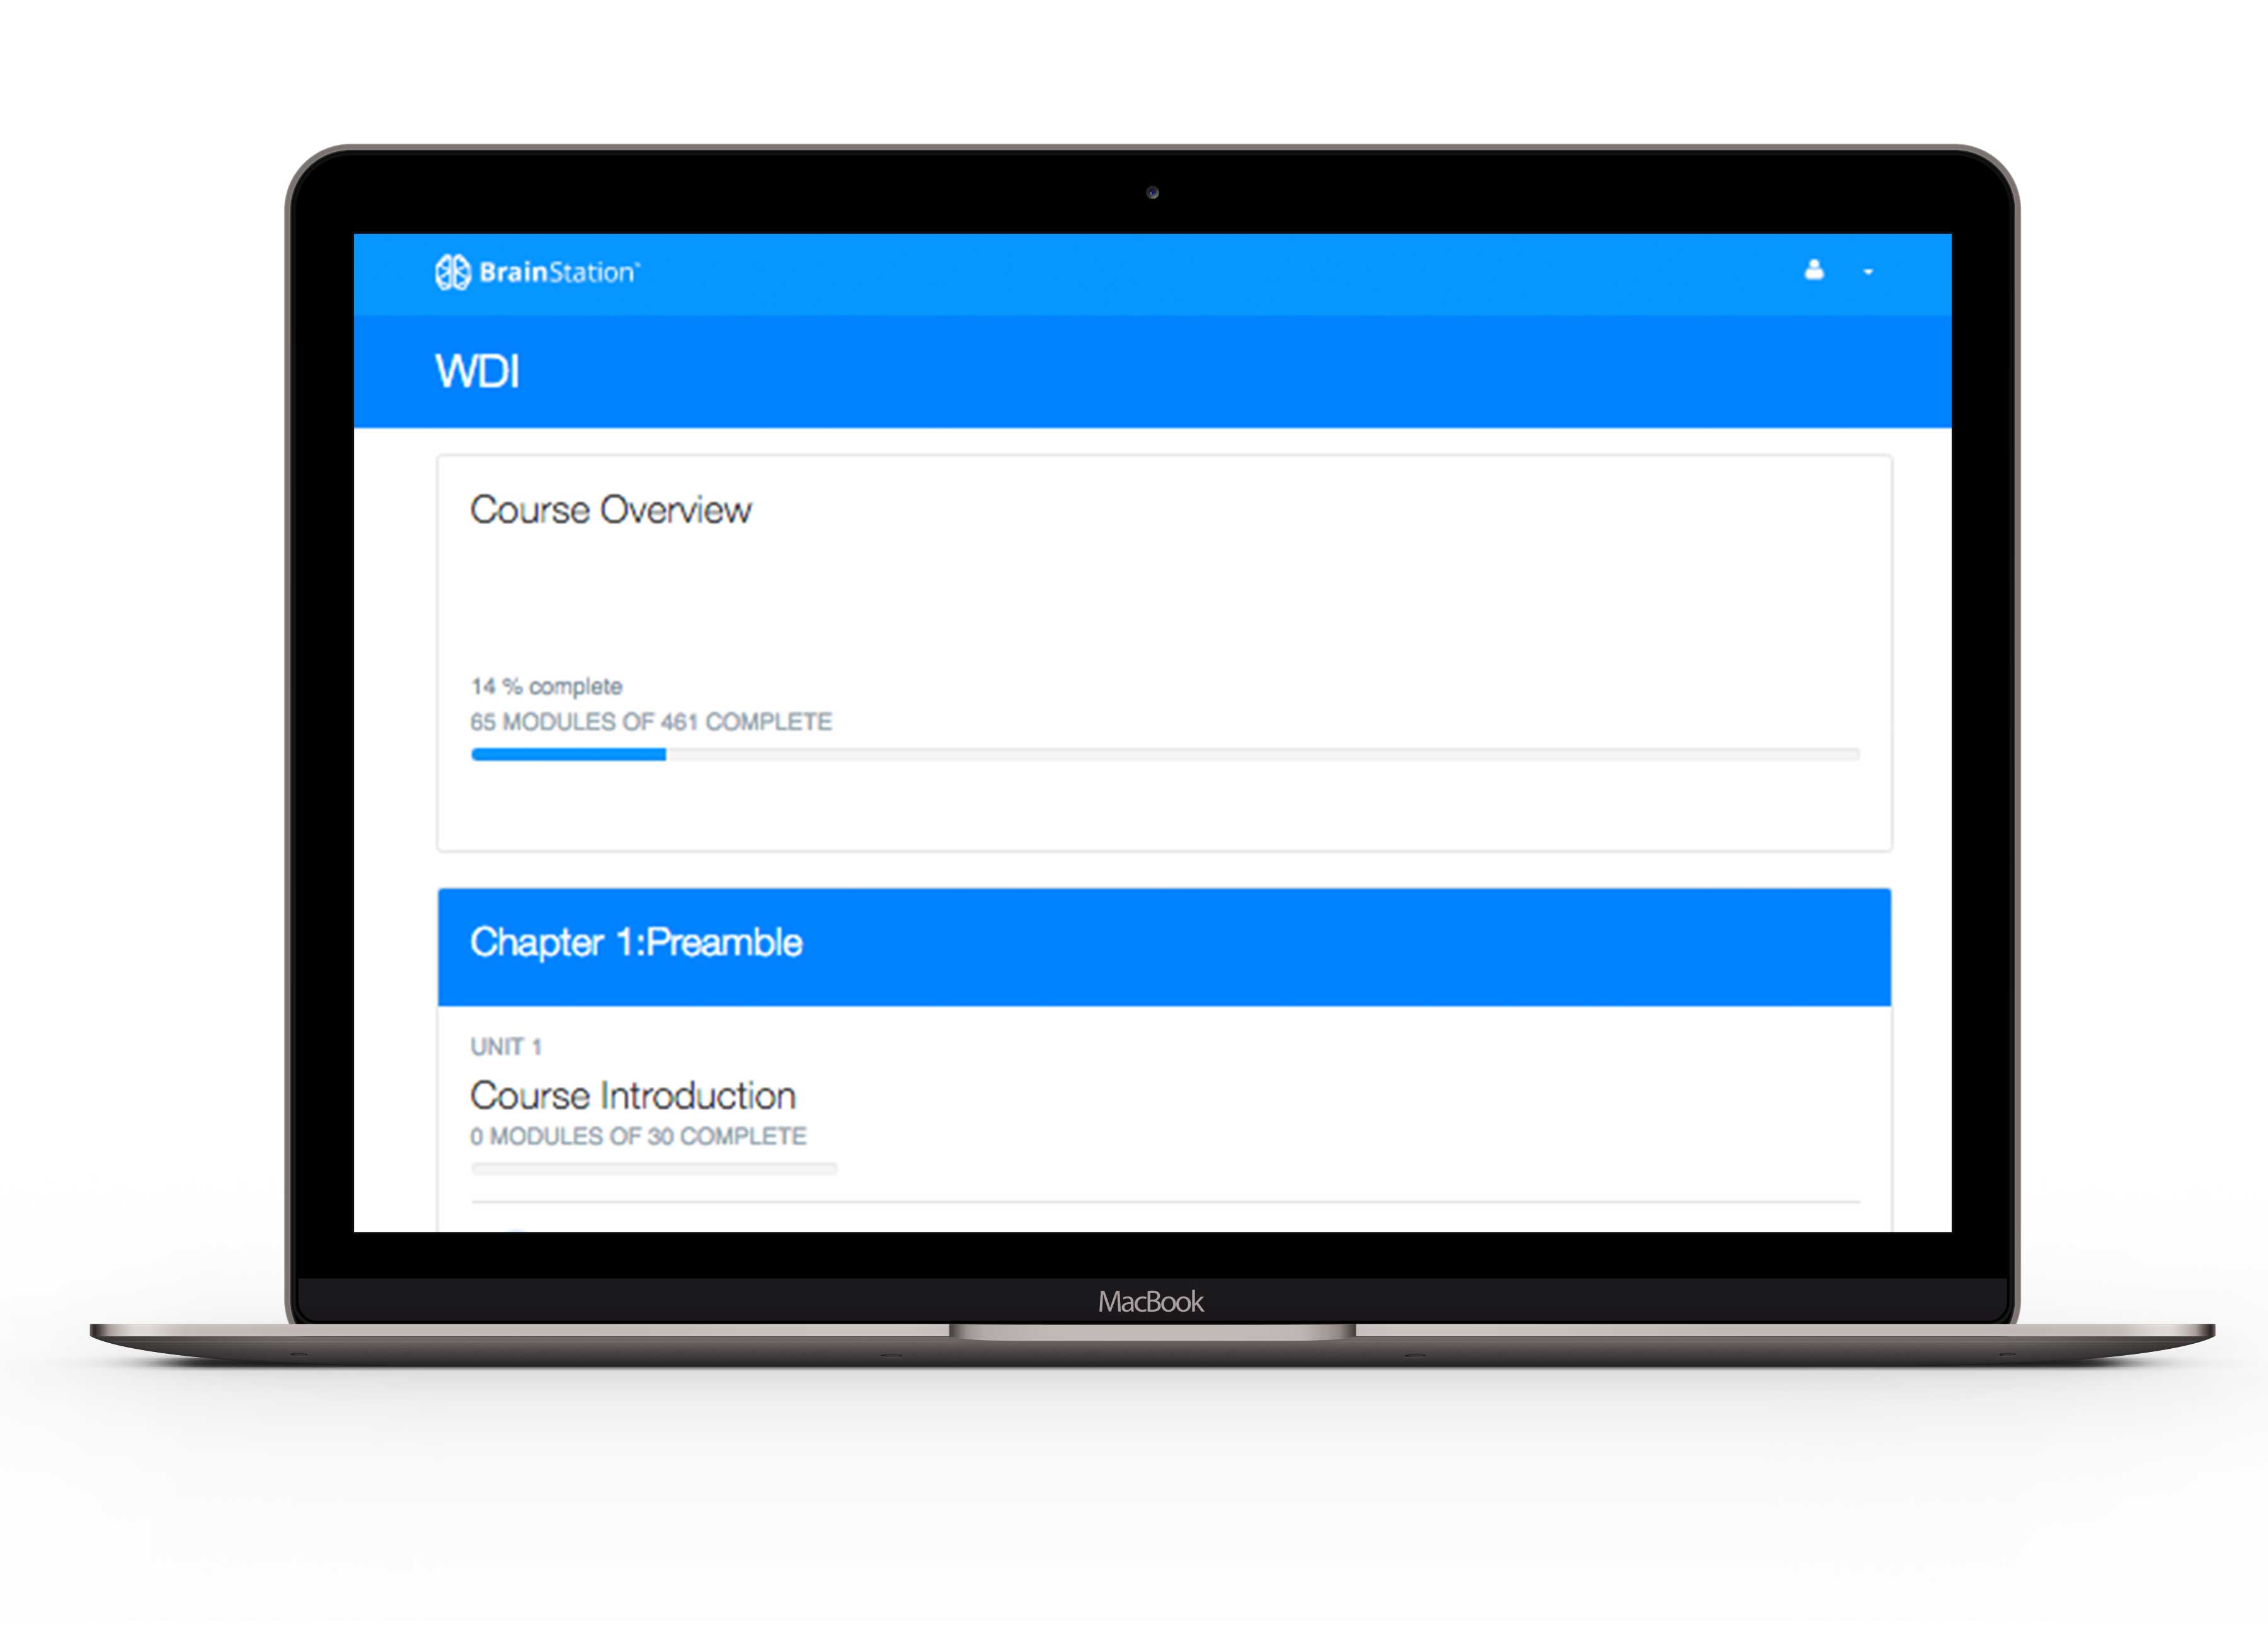 BrainStation™
WDI
Course Overview
14 % complete
65 MODULES OF 461 COMPLETE
Chapter 1:Preamble
UNIT 1
Course Introduction
0 MODULES OF 30 COMPLETE
MacBook